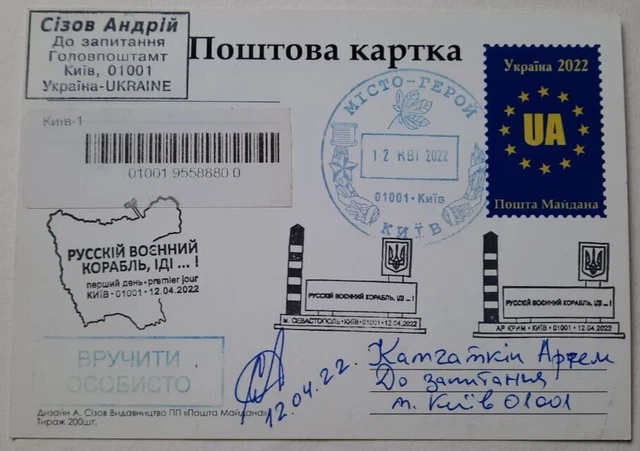 Сізов Андрій
До запитання
Головпоштамт
Київ, 01001
Україна-UKRAINE
Поштова картка
Україна 2022
UA
Пошта Майдана
Київ-1
01001 9558880 0
МІСТО-ГЕРОЙ
12 КВІ 2022
01001 · Київ
КИЇВ
РУССКІЙ ВОЄННИЙ
КОРАБЛЬ, ІДІ ... !
перший день · premier jour
КИЇВ · 01001 · 12.04.2022
РУССКІЙ ВОЄННИЙ КОРАБЛЬ, ІДІ ... !
м. СЕВАСТОПОЛЬ · КИЇВ · 01001 · 12.04.2022
РУССКІЙ ВОЄННИЙ КОРАБЛЬ, ІДІ ... !
АР КРИМ · КИЇВ · 01001 · 12.04.2022
ВРУЧИТИ
ОСОБИСТО
12.04.22.
Камчаткін Артем
До запитання
м. Київ 01001
Дизайн А. Сізов Видавництво ПП «Пошта Майдана»
Тираж 200шт.